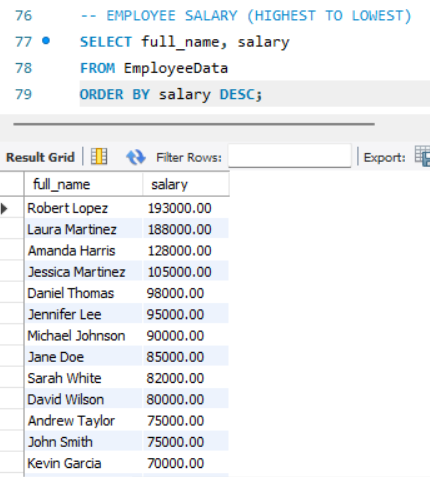 76 -- EMPLOYEE SALARY (HIGHEST TO LOWEST)
77 SELECT full_name, salary
78 FROM EmployeeData
79 ORDER BY salary DESC;
Result Grid Filter Rows: Export:
full_name salary
Robert Lopez 193000.00
Laura Martinez 188000.00
Amanda Harris 128000.00
Jessica Martinez 105000.00
Daniel Thomas 98000.00
Jennifer Lee 95000.00
Michael Johnson 90000.00
Jane Doe 85000.00
Sarah White 82000.00
David Wilson 80000.00
Andrew Taylor 75000.00
John Smith 75000.00
Kevin Garcia 70000.00